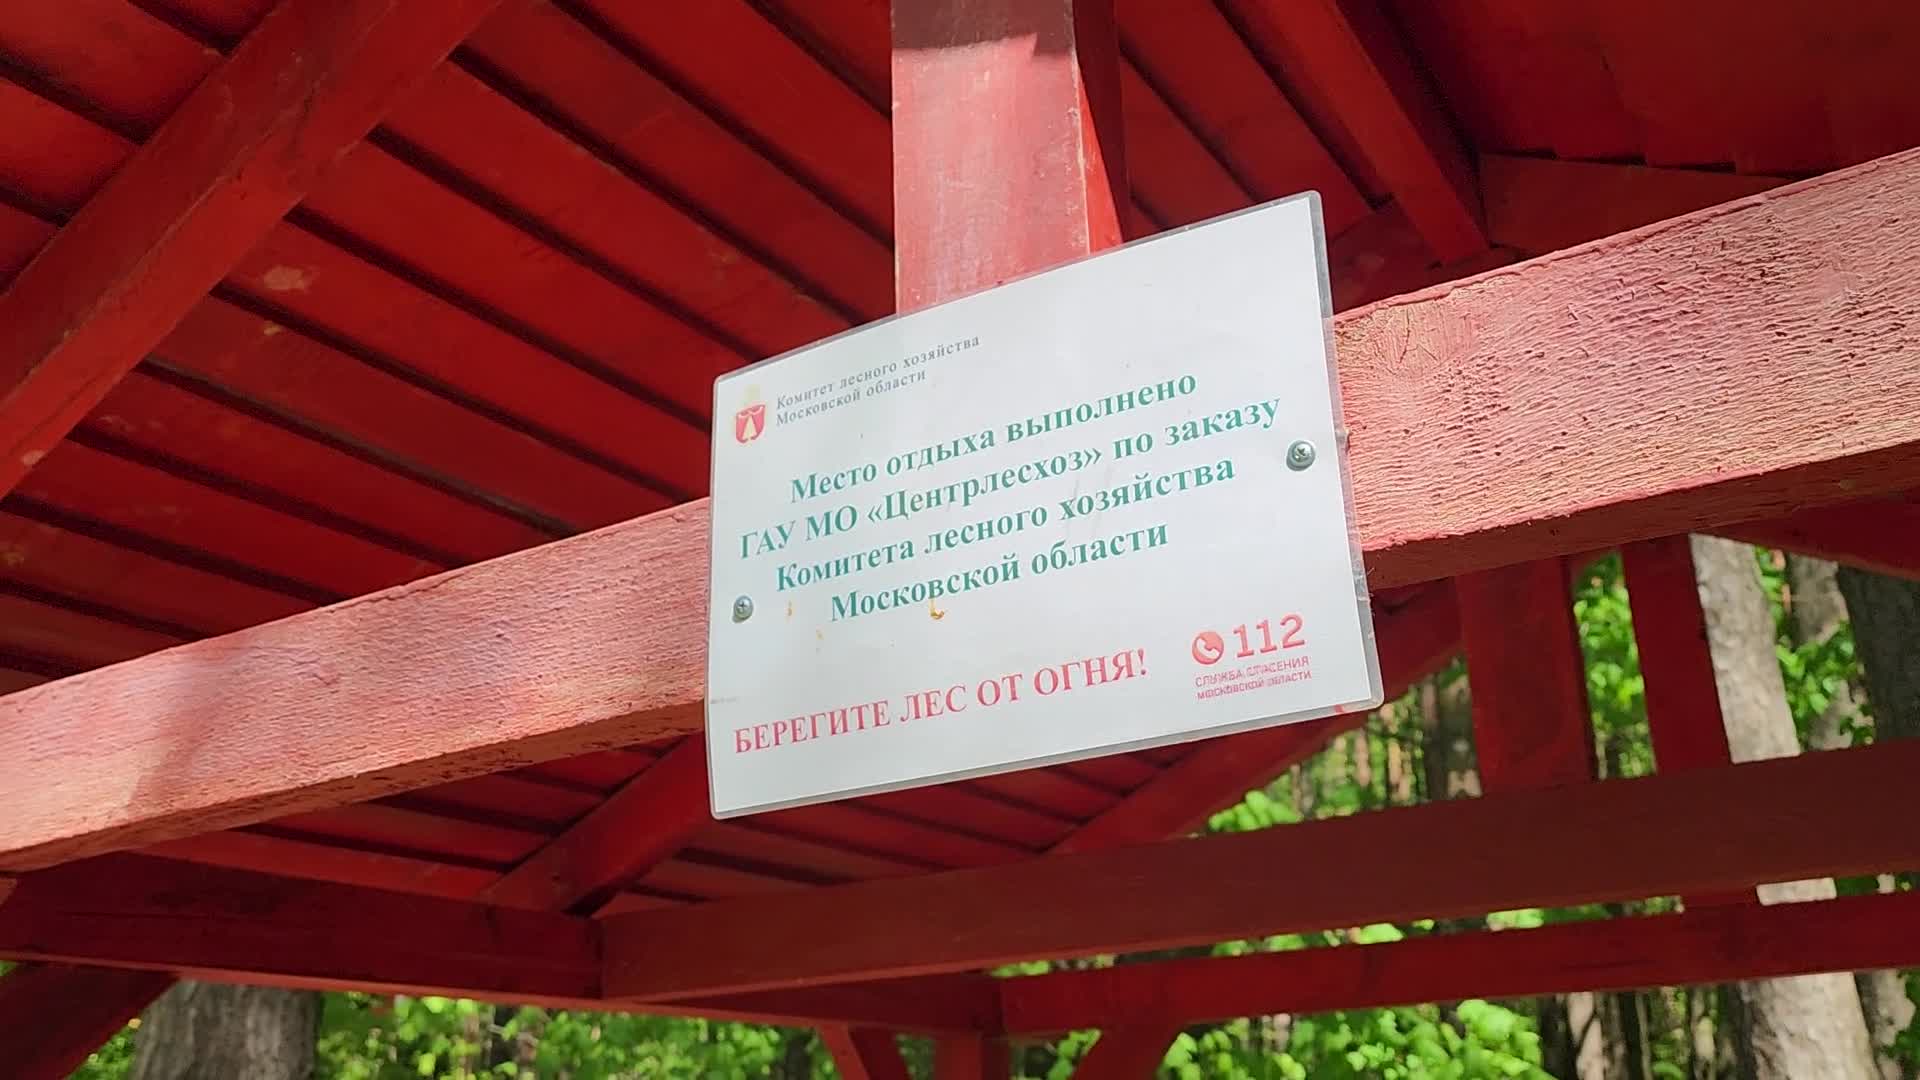 Комитет лесного хозяйства
Московской области
Место отдыха выполнено
ГАУ МО «Центрлесхоз» по заказу
Комитета лесного хозяйства
Московской области
БЕРЕГИТЕ ЛЕС ОТ ОГНЯ!
112
СЛУЖБА СПАСЕНИЯ
МОСКОВСКОЙ ОБЛАСТИ